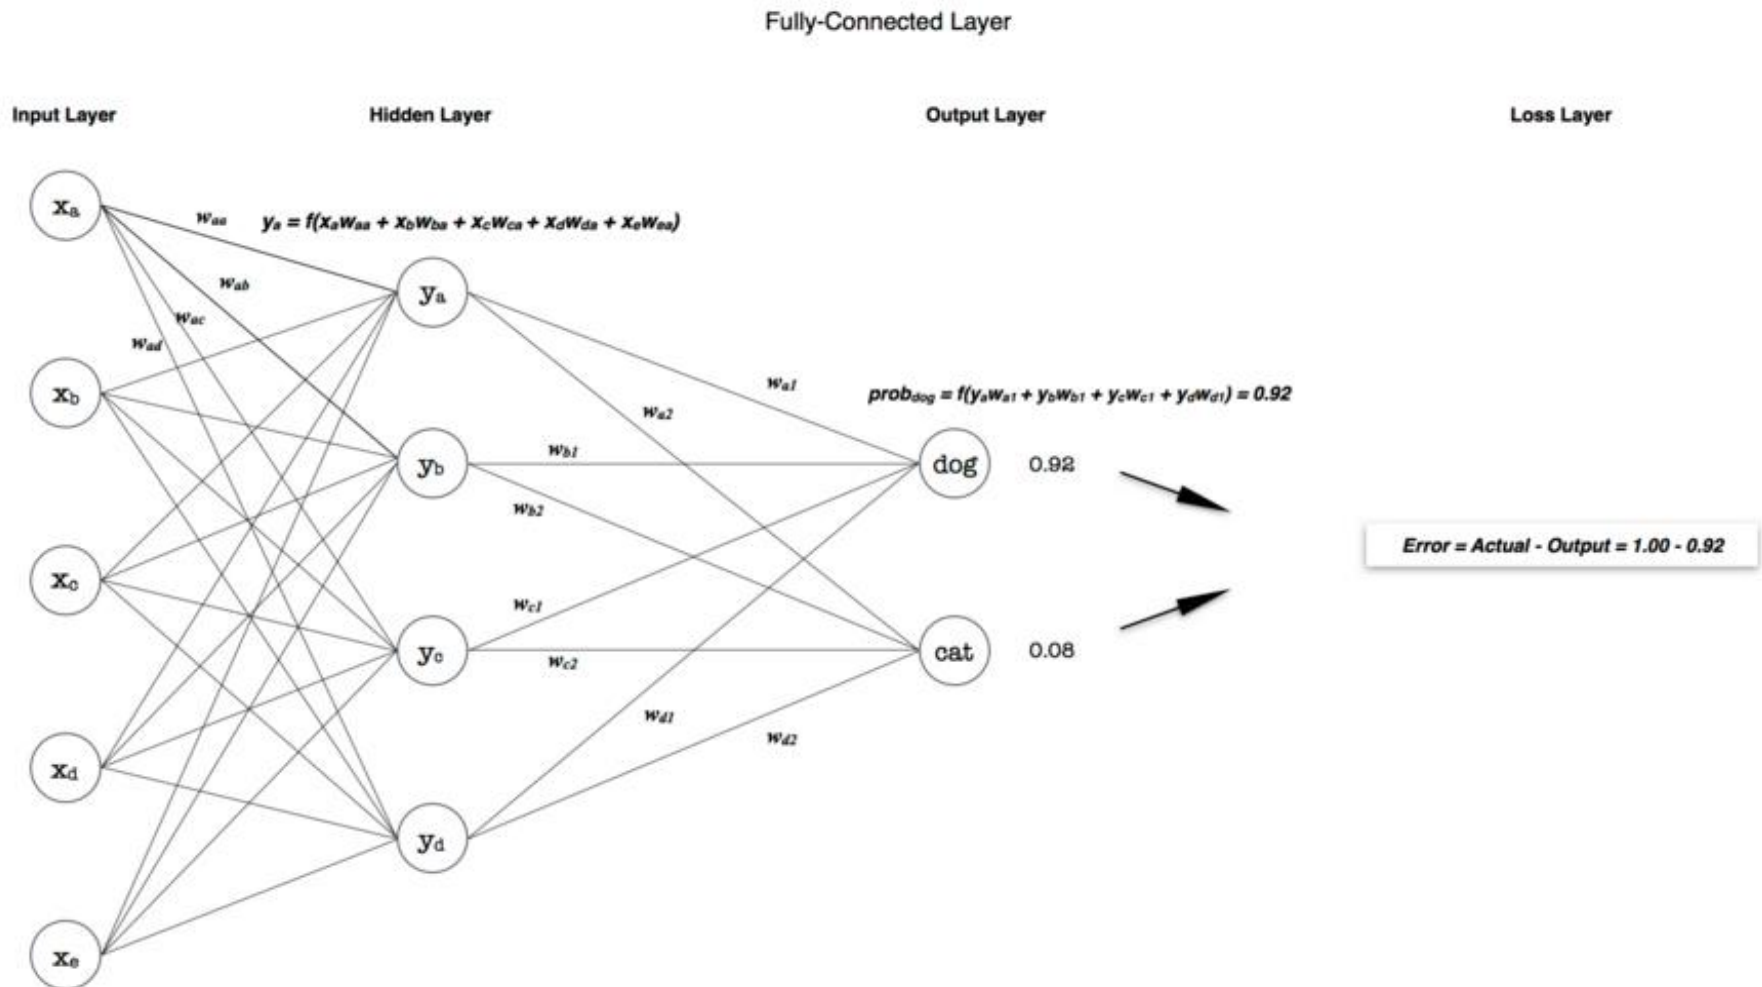 Fully-Connected Layer
Input Layer
Hidden Layer
Output Layer
Loss Layer
xa
waa
ya = f(xawaa + xbwba + xcwca + xdwda + xewea)
wab
ya
wac
wad
xb
wa1
probdog = f(yawa1 + ybwb1 + ycwc1 + ydwd1) = 0.92
wa2
yb
wb1
dog
0.92
wb2
Error = Actual - Output = 1.00 - 0.92
xc
wc1
yc
wc2
cat
0.08
wd1
wd2
xd
yd
xe